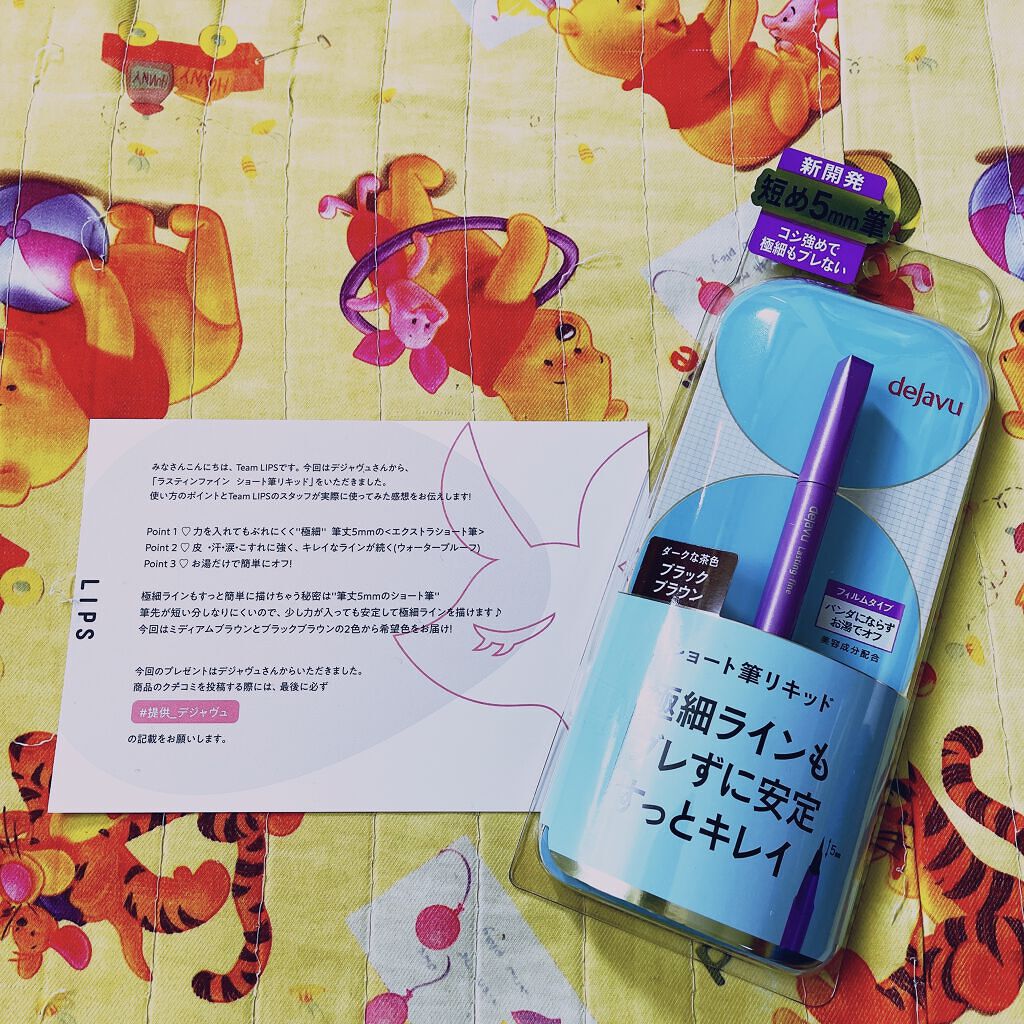 新開発
短め5mm筆
コシ強めで
極細もブレない
dejavu
dejavu Lasting fine
ダークな茶色
ブラック
ブラウン
フィルムタイプ
パンダにならず
お湯でオフ
美容成分配合
ショート筆リキッド
極細ラインも
ブレずに安定
すっとキレイ
5mm
LIPS
みなさんこんにちは、Team LIPSです。今回はデジャヴュさんから、
「ラスティンファイン ショート筆リキッド」をいただきました。
使い方のポイントとTeam LIPSのスタッフが実際に使ってみた感想をお伝えします!
Point 1 ♡ 力を入れてもぶれにくく"極細" 筆丈5mmの<エクストラショート筆>
Point 2 ♡ 皮 ・汗・涙・こすれに強く、キレイなラインが続く(ウォータープルーフ)
Point 3 ♡ お湯だけで簡単にオフ!
極細ラインもすっと簡単に描けちゃう秘密は"筆丈5mmのショート筆"
筆先が短い分しなりにくいので、少し力が入っても安定して極細ラインを描けます♪
今回はミディアムブラウンとブラックブラウンの2色から希望色をお届け!
今回のプレゼントはデジャヴュさんからいただきました。
商品のクチコミを投稿する際には、最後に必ず
#提供_デジャヴュ
の記載をお願いします。
HUNNY